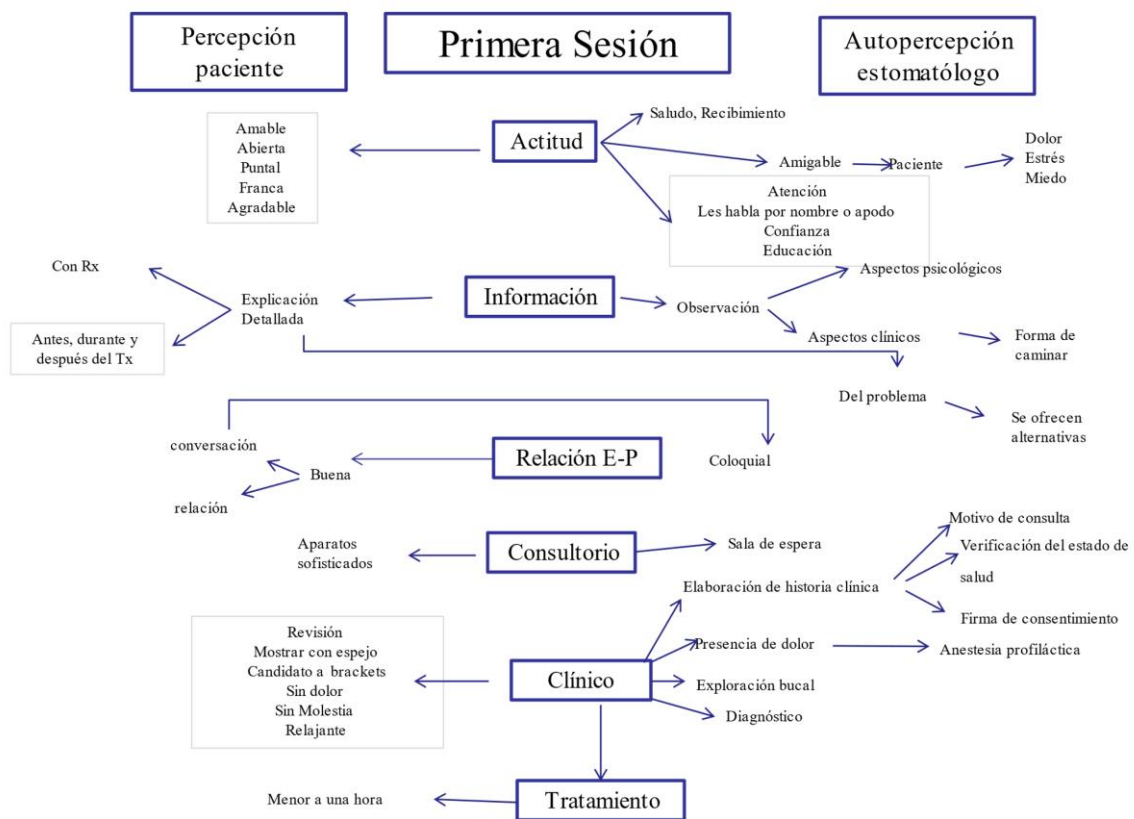 Percepción
paciente
Primera Sesión
Autopercepción
estomatólogo
Amable
Abierta
Puntal
Franca
Agradable
Actitud
Saludo, Recibimiento
Amigable
Paciente
Dolor
Estrés
Miedo
Atención
Les habla por nombre o apodo
Confianza
Educación
Con Rx
Explicación
Detallada
Antes, durante y
después del Tx
Información
Observación
Aspectos psicológicos
Aspectos clínicos
Forma de
caminar
Del problema
Se ofrecen
alternativas
conversación
relación
Buena
Relación E-P
Coloquial
Aparatos
sofisticados
Consultorio
Sala de espera
Motivo de consulta
Verificación del estado de
salud
Elaboración de historia clínica
Firma de consentimiento
Revisión
Mostrar con espejo
Candidato a brackets
Sin dolor
Sin Molestia
Relajante
Clínico
Presencia de dolor
Anestesia profiláctica
Exploración bucal
Diagnóstico
Menor a una hora
Tratamiento